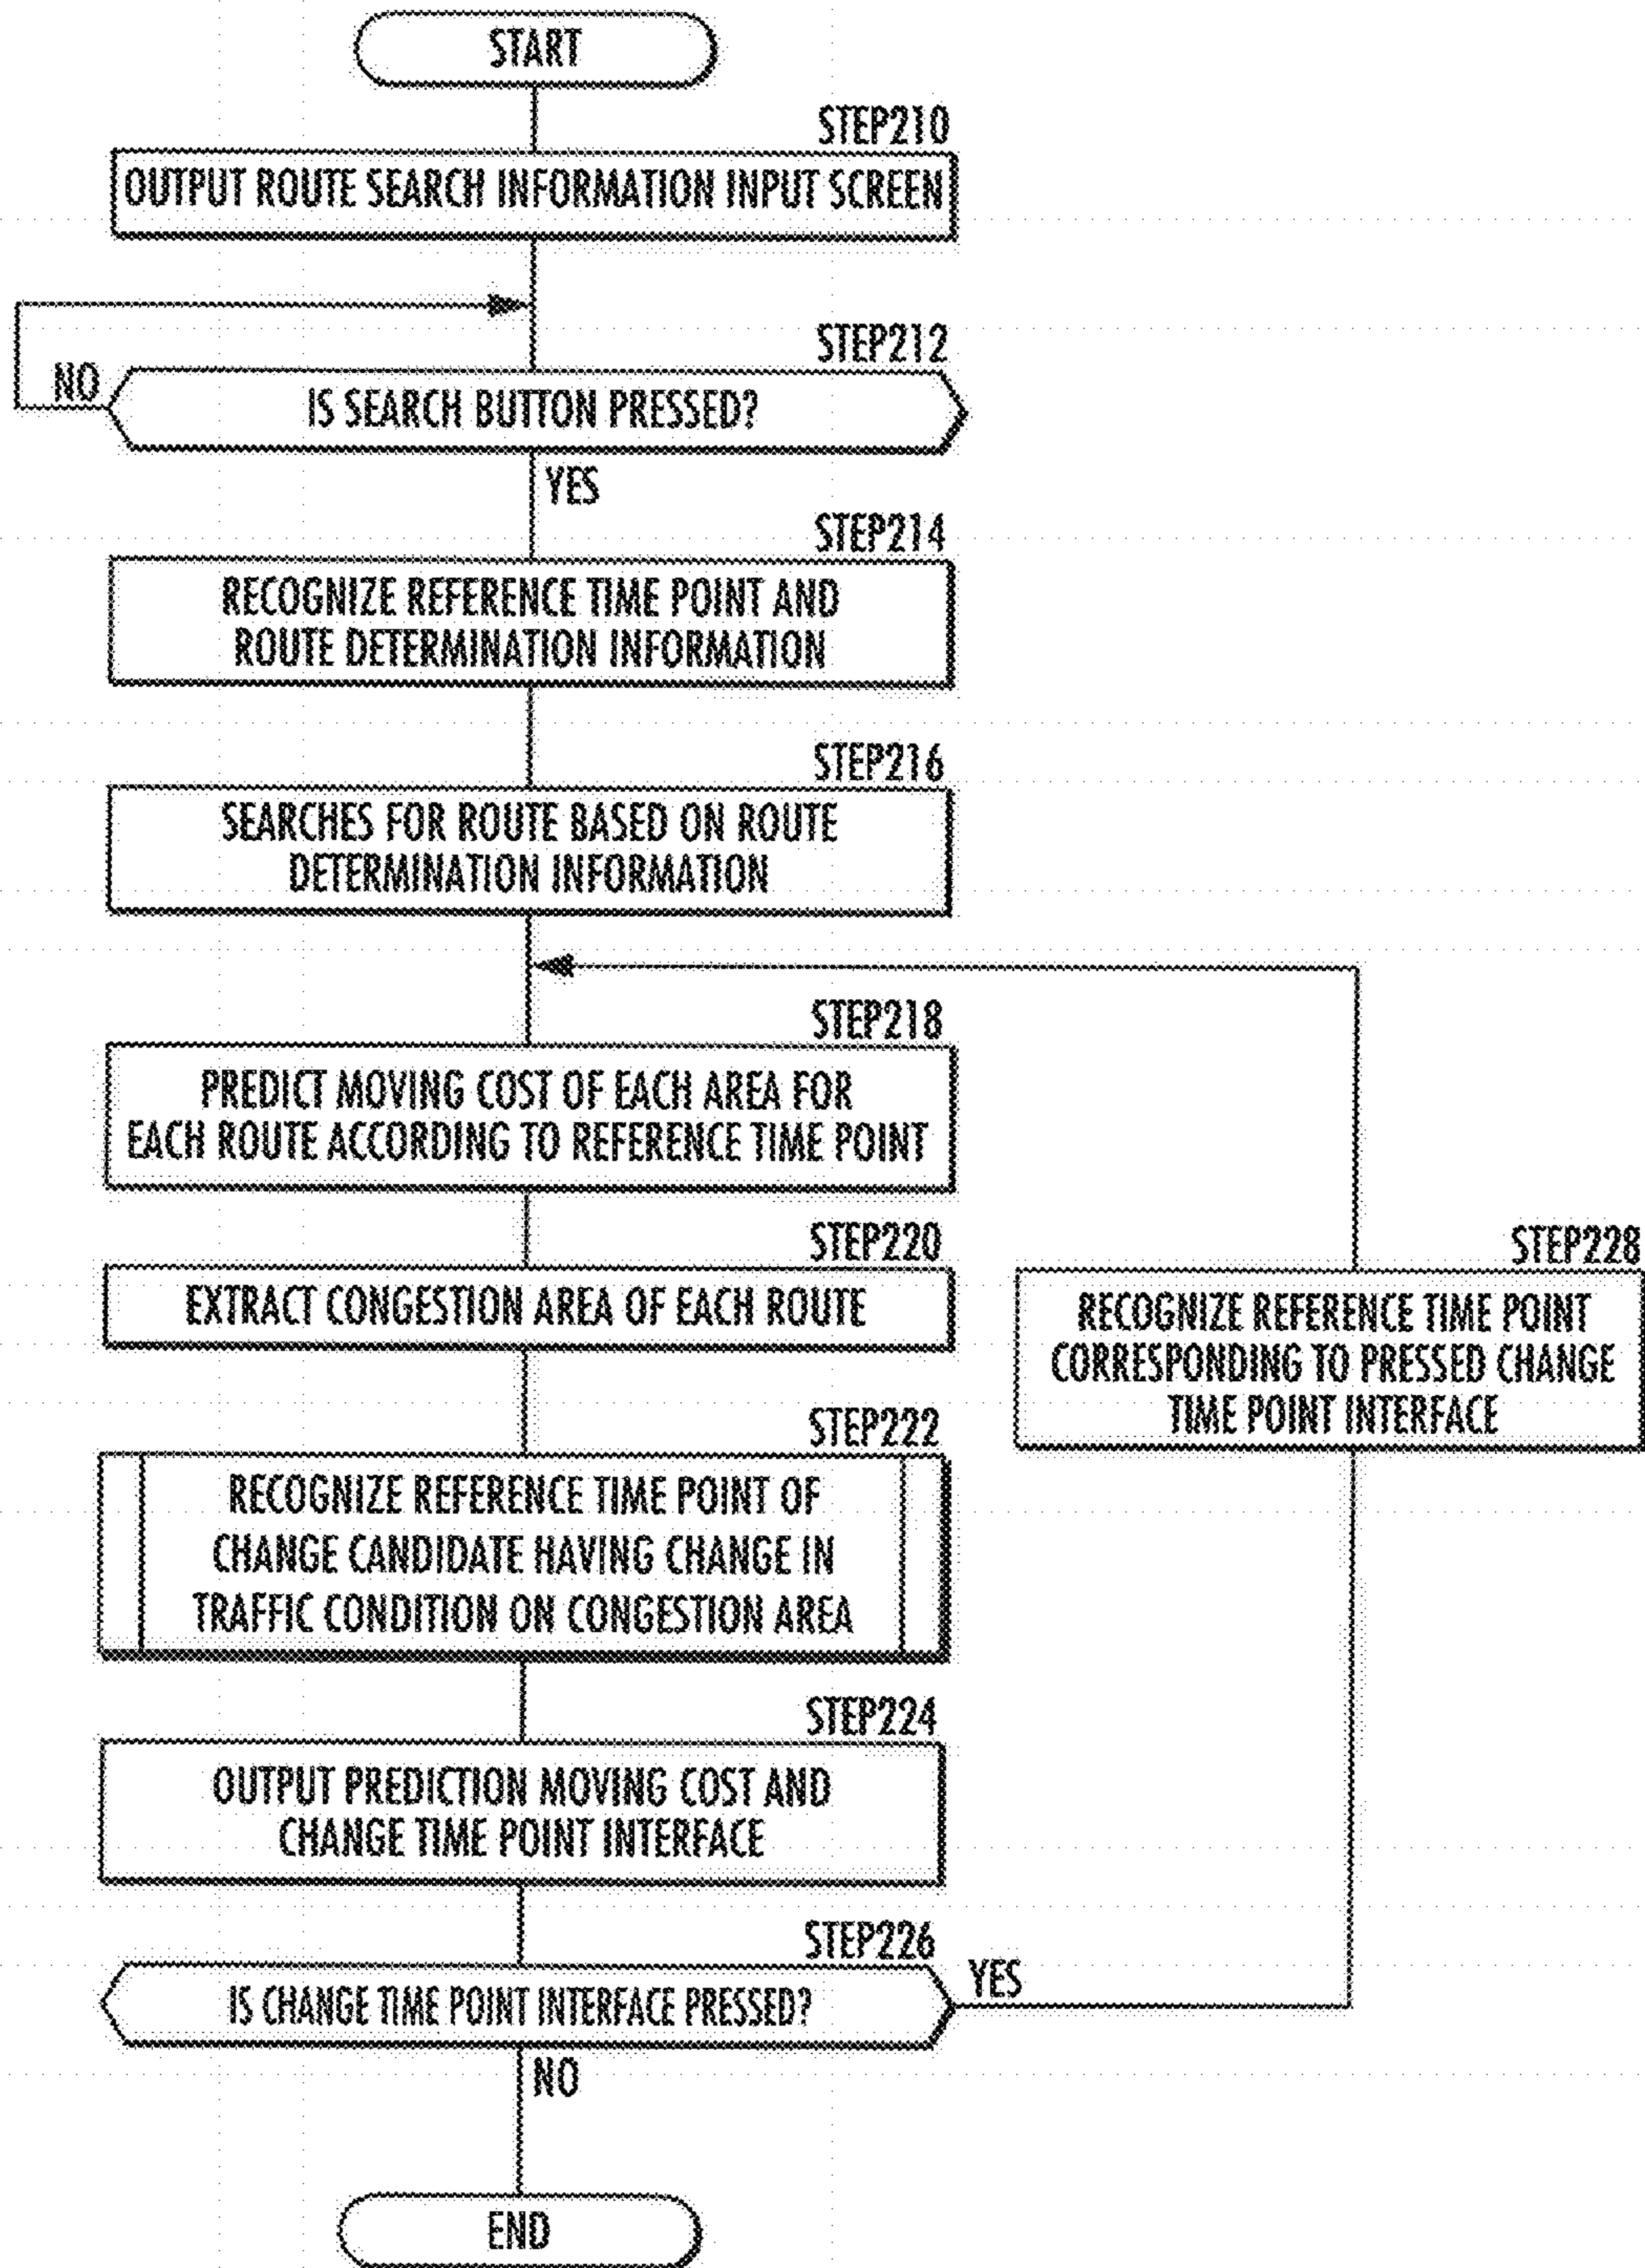 START
STEP210
OUTPUT ROUTE SEARCH INFORMATION INPUT SCREEN
STEP212
NO
IS SEARCH BUTTON PRESSED?
YES
STEP214
RECOGNIZE REFERENCE TIME POINT AND
ROUTE DETERMINATION INFORMATION
STEP216
SEARCHES FOR ROUTE BASED ON ROUTE
DETERMINATION INFORMATION
STEP218
PREDICT MOVING COST OF EACH AREA FOR
EACH ROUTE ACCORDING TO REFERENCE TIME POINT
STEP220
EXTRACT CONGESTION AREA OF EACH ROUTE
STEP228
RECOGNIZE REFERENCE TIME POINT
CORRESPONDING TO PRESSED CHANGE
TIME POINT INTERFACE
STEP222
RECOGNIZE REFERENCE TIME POINT OF
CHANGE CANDIDATE HAVING CHANGE IN
TRAFFIC CONDITION ON CONGESTION AREA
STEP224
OUTPUT PREDICTION MOVING COST AND
CHANGE TIME POINT INTERFACE
STEP226
IS CHANGE TIME POINT INTERFACE PRESSED?
YES
NO
END